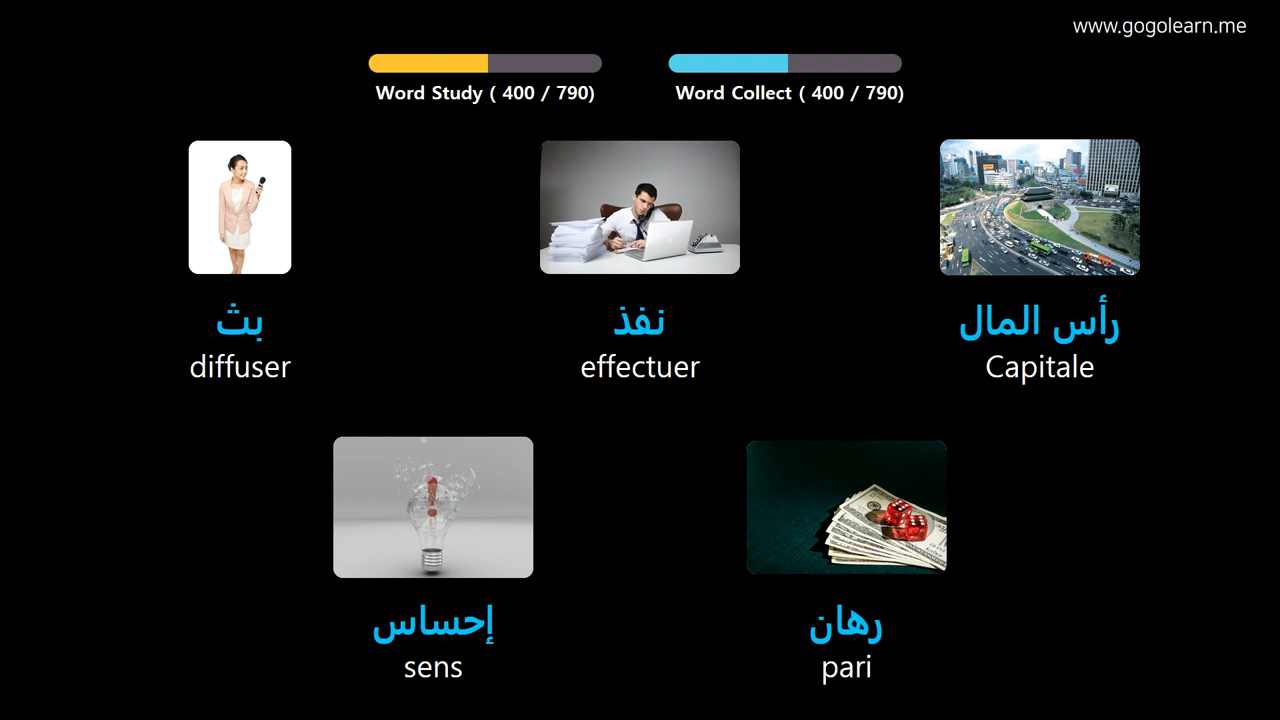 www.gogolearn.me
Word Study ( 400 / 790)
Word Collect ( 400 / 790)
بث
diffuser
نفذ
effectuer
رأس المال
Capitale
إحساس
sens
رهان
pari